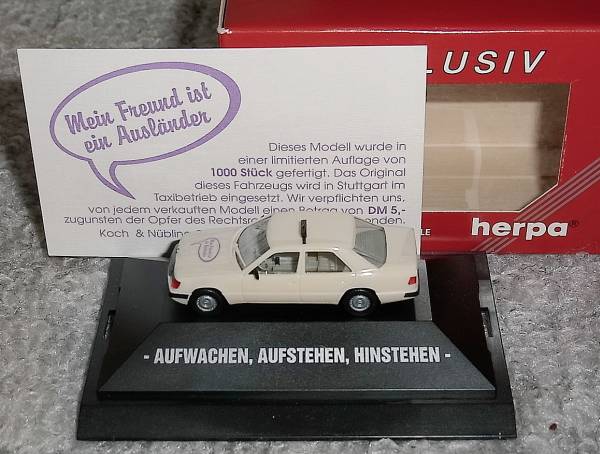 EXCLUSIV
Mein Freund ist
ein Ausländer
Dieses Modell wurde in
einer limitierten Auflage von
1000 Stück gefertigt. Das Original
dieses Fahrzeugs wird in Stuttgart im
Taxibetrieb eingesetzt. Wir verpflichten uns,
von jedem verkauften Modell einen Betrag von DM 5,-
zugunsten der Opfer des
Koch & Nübling
herpa®
- AUFWACHEN, AUFSTEHEN, HINSTEHEN -